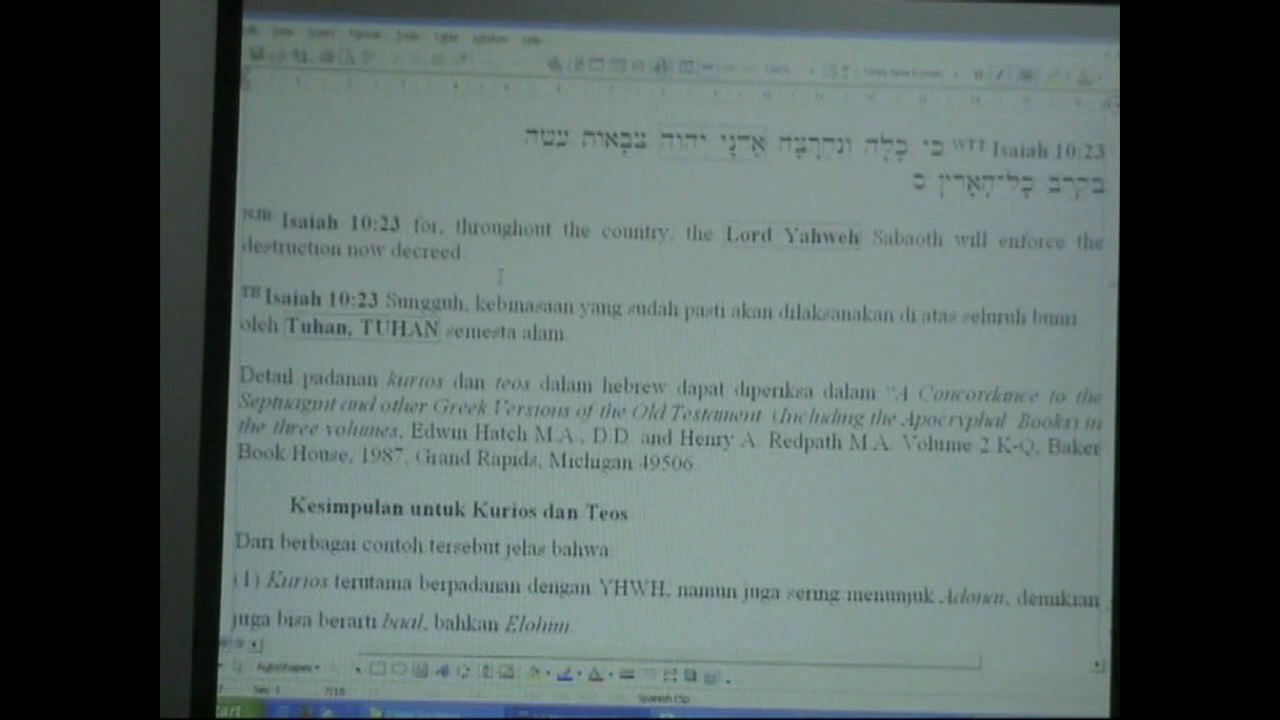 WTT Isaiah 10:23 כִּי כָלָה וְנֶחֱרָצָה אֲדֹנָי יְהוִה צְבָאוֹת עֹשֶׂה
בְּקֶרֶב כָּל־הָאָרֶץ ס
NJB Isaiah 10:23 for, throughout the country, the Lord Yahweh Sabaoth will enforce the
destruction now decreed.
TB Isaiah 10:23 Sungguh, kebinasaan yang sudah pasti akan dilaksanakan di atas seluruh bumi
oleh Tuhan, TUHAN semesta alam.
Detail padanan kurios dan teos dalam hebrew dapat diperiksa dalam "A Concordance to the
Septuagint and other Greek Versions of the Old Testament (Including the Apocryphal Books) in
the three volumes, Edwin Hatch M.A., D.D. and Henry A. Redpath M.A. Volume 2 K-Q, Baker
Book House, 1987, Grand Rapids, Michigan 49506.
Kesimpulan untuk Kurios dan Teos
Dari berbagai contoh tersebut jelas bahwa
(1) Kurios terutama berpadanan dengan YHWH, namun juga sering menunjuk Adonai, demikian
juga bisa berarti baal, bahkan Elohim.
AutoShapes
Sec 1 7/18